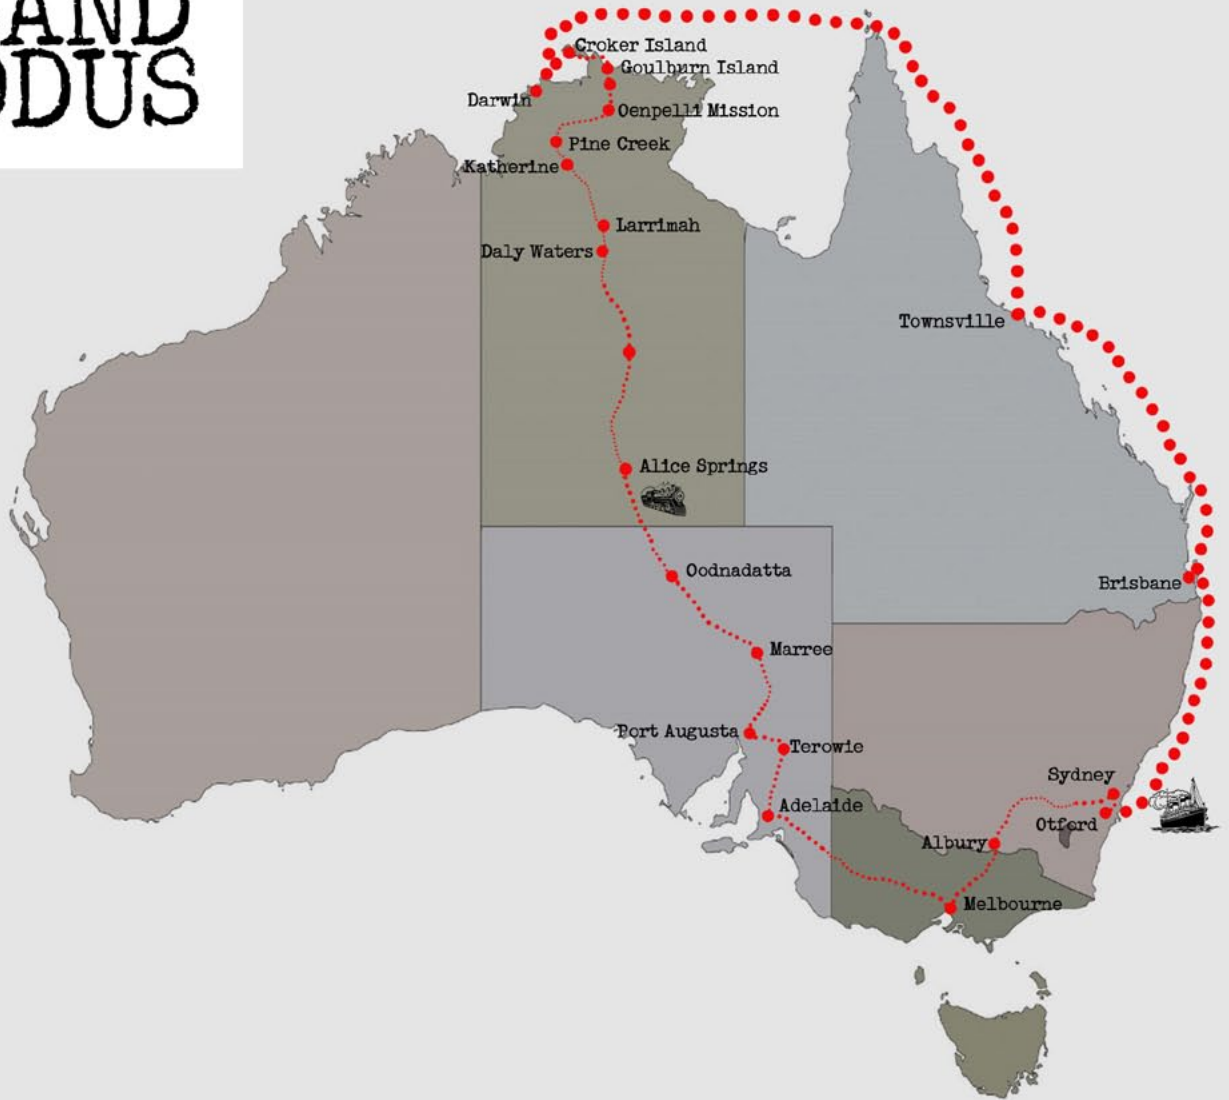 AND
ODUS
Croker Island
Goulburn Island
Darwin
Oenpelli Mission
Pine Creek
Katherine
Larrimah
Daly Waters
Townsville
Alice Springs
Oodnadatta
Brisbane
Marree
Port Augusta
Terowie
Sydney
Adelaide
Otford
Albury
Melbourne